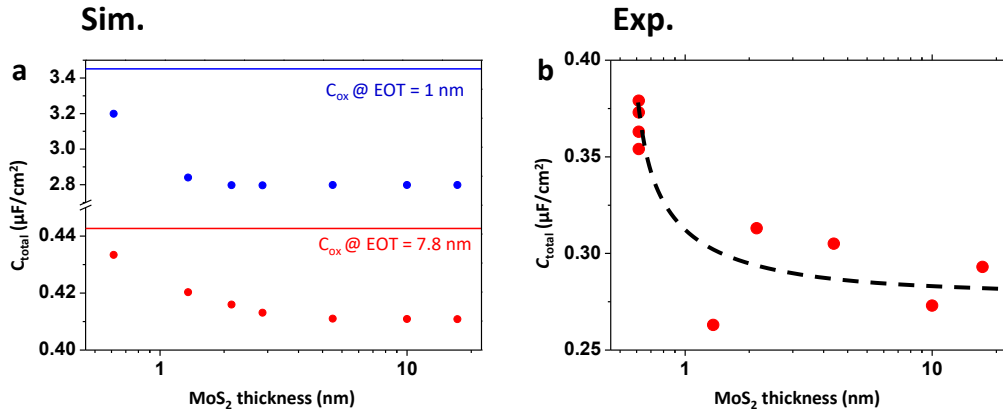 Sim.
Exp.
a
3.4
3.2
2.8
0.44
0.42
0.40
C_total (µF/cm²)
C_ox @ EOT = 1 nm
C_ox @ EOT = 7.8 nm
1
10
MoS₂ thickness (nm)
b
0.40
0.35
0.30
0.25
C_total (µF/cm²)
1
10
MoS₂ thickness (nm)